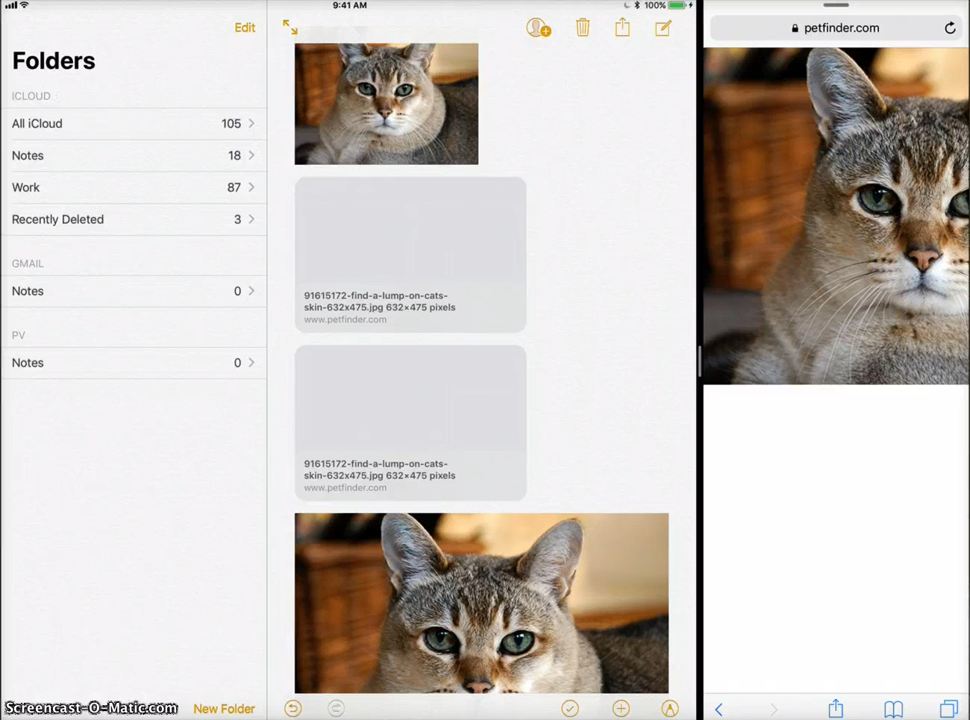 9:41 AM
100%
Edit
Folders
ICLOUD
All iCloud 105
Notes 18
Work 87
Recently Deleted 3
GMAIL
Notes 0
PV
Notes 0
Screencast-O-Matic.com
New Folder
91615172-find-a-lump-on-cats-
skin-632x475.jpg 632×475 pixels
www.petfinder.com
91615172-find-a-lump-on-cats-
skin-632x475.jpg 632×475 pixels
www.petfinder.com
petfinder.com